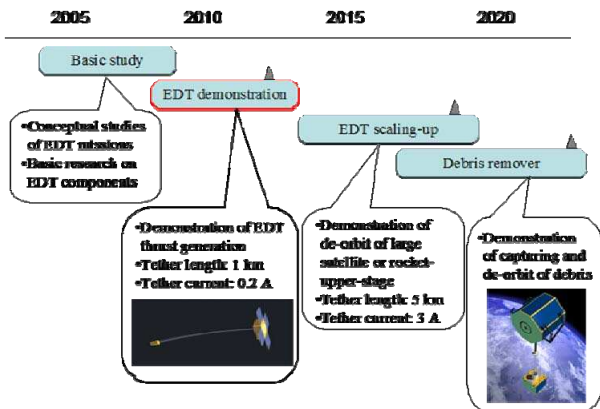 2005 2010 2015 2020
Basic study
EDT demonstration
EDT scaling-up
Debris remover
•Conceptual studies
of EDT missions
•Basic research on
EDT components
•Demonstration of EDT
thrust generation
•Tether length: 1 km
•Tether current: 0.2 A
•Demonstration of
de-orbit of large
satellite or rocket-
upper-stage
•Tether length: 5 km
•Tether current: 3 A
•Demonstration
of capturing and
de-orbit of debris